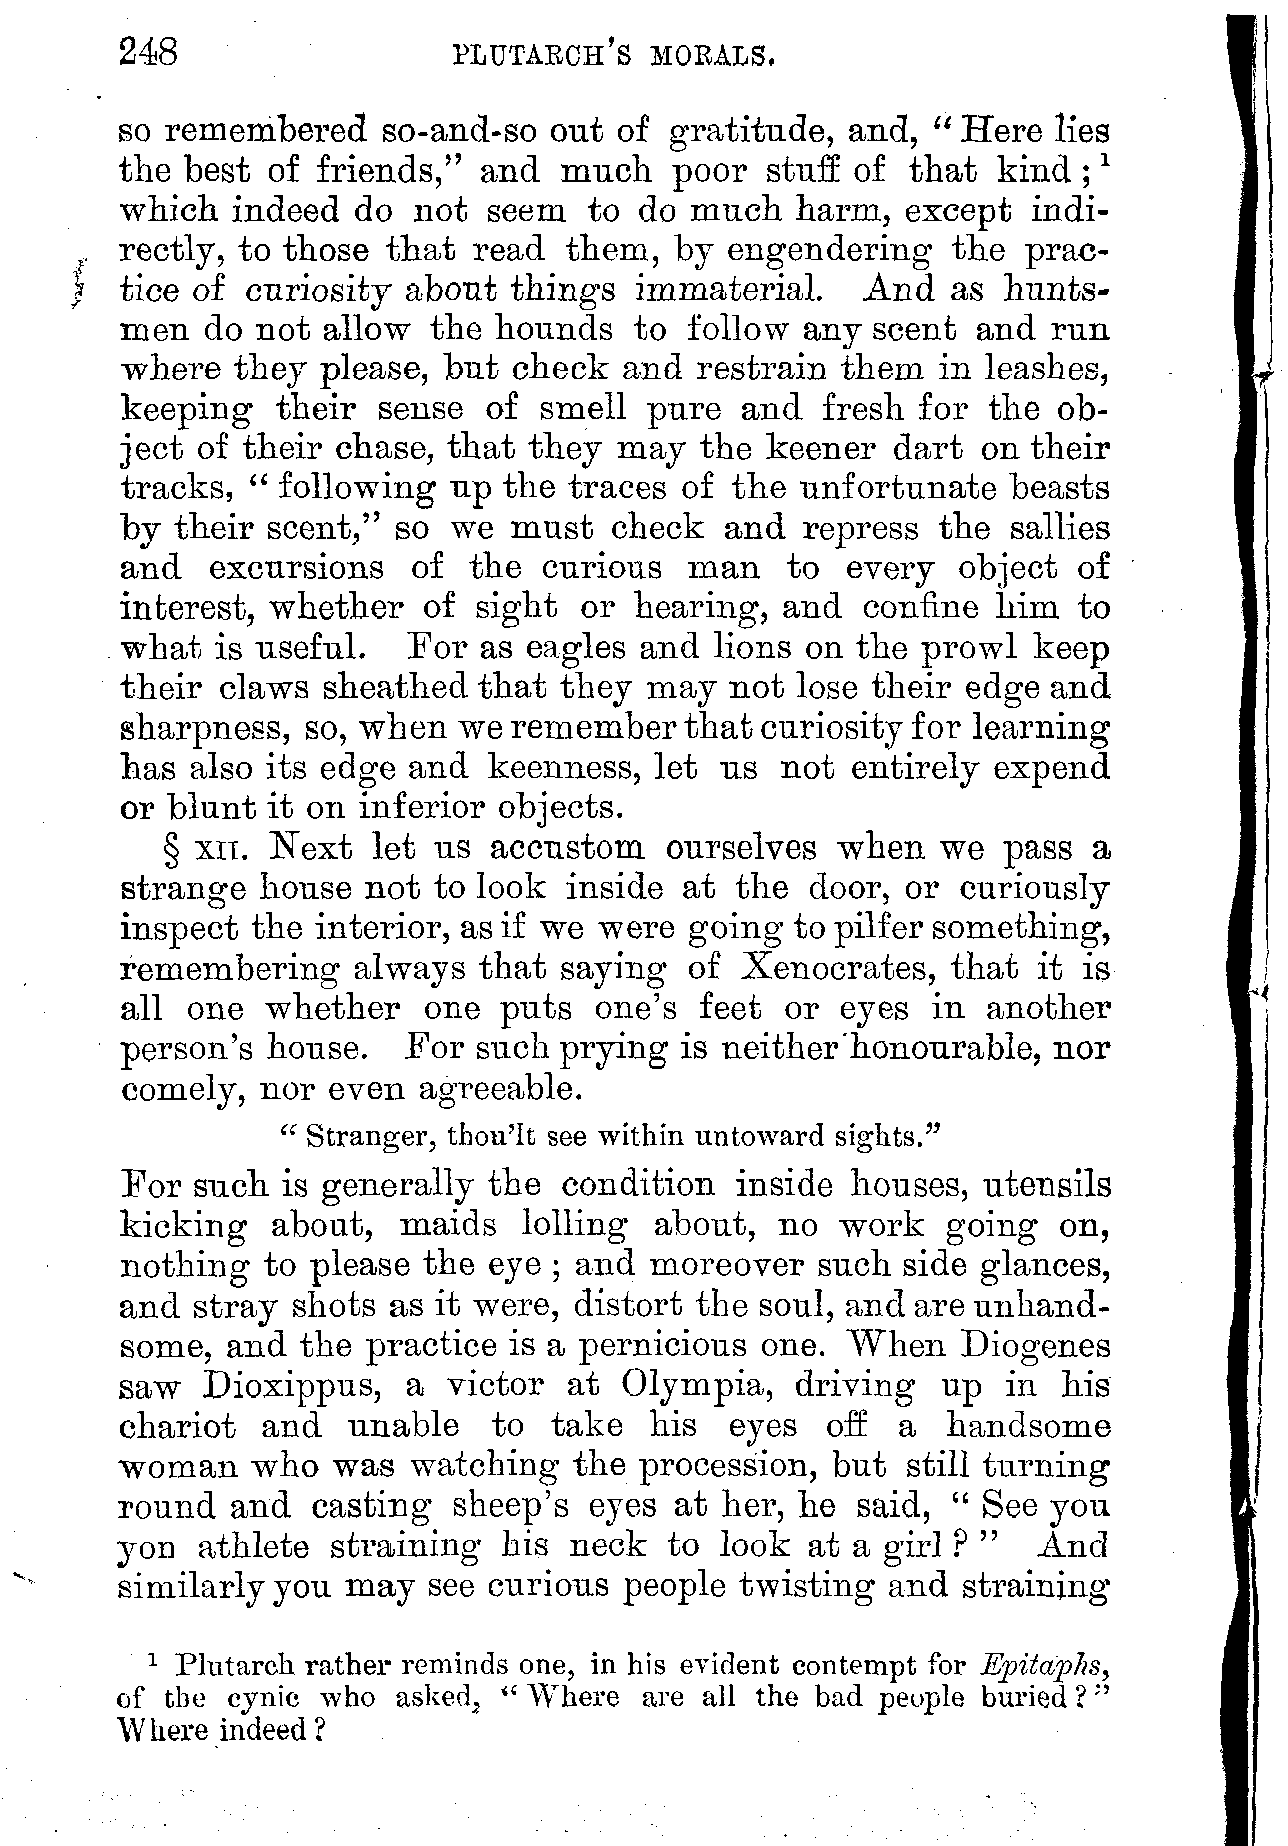 248 PLUTARCH'S MORALS.
so remembered so-and-so out of gratitude, and, “ Here lies
the best of friends,” and much poor stuff of that kind ; ¹
which indeed do not seem to do much harm, except indi-
rectly, to those that read them, by engendering the prac-
tice of curiosity about things immaterial. And as hunts-
men do not allow the hounds to follow any scent and run
where they please, but check and restrain them in leashes,
keeping their sense of smell pure and fresh for the ob-
ject of their chase, that they may the keener dart on their
tracks, “ following up the traces of the unfortunate beasts
by their scent,” so we must check and repress the sallies
and excursions of the curious man to every object of
interest, whether of sight or hearing, and confine him to
what is useful. For as eagles and lions on the prowl keep
their claws sheathed that they may not lose their edge and
sharpness, so, when we remember that curiosity for learning
has also its edge and keenness, let us not entirely expend
or blunt it on inferior objects.
§ XII. Next let us accustom ourselves when we pass a
strange house not to look inside at the door, or curiously
inspect the interior, as if we were going to pilfer something,
remembering always that saying of Xenocrates, that it is
all one whether one puts one's feet or eyes in another
person's house. For such prying is neither honourable, nor
comely, nor even agreeable.
“ Stranger, thou'lt see within untoward sights.”
For such is generally the condition inside houses, utensils
kicking about, maids lolling about, no work going on,
nothing to please the eye ; and moreover such side glances,
and stray shots as it were, distort the soul, and are unhand-
some, and the practice is a pernicious one. When Diogenes
saw Dioxippus, a victor at Olympia, driving up in his
chariot and unable to take his eyes off a handsome
woman who was watching the procession, but still turning
round and casting sheep's eyes at her, he said, “ See you
yon athlete straining his neck to look at a girl ? ” And
similarly you may see curious people twisting and straining
¹ Plutarch rather reminds one, in his evident contempt for Epitaphs,
of the cynic who asked, “ Where are all the bad people buried ? ”
Where indeed ?